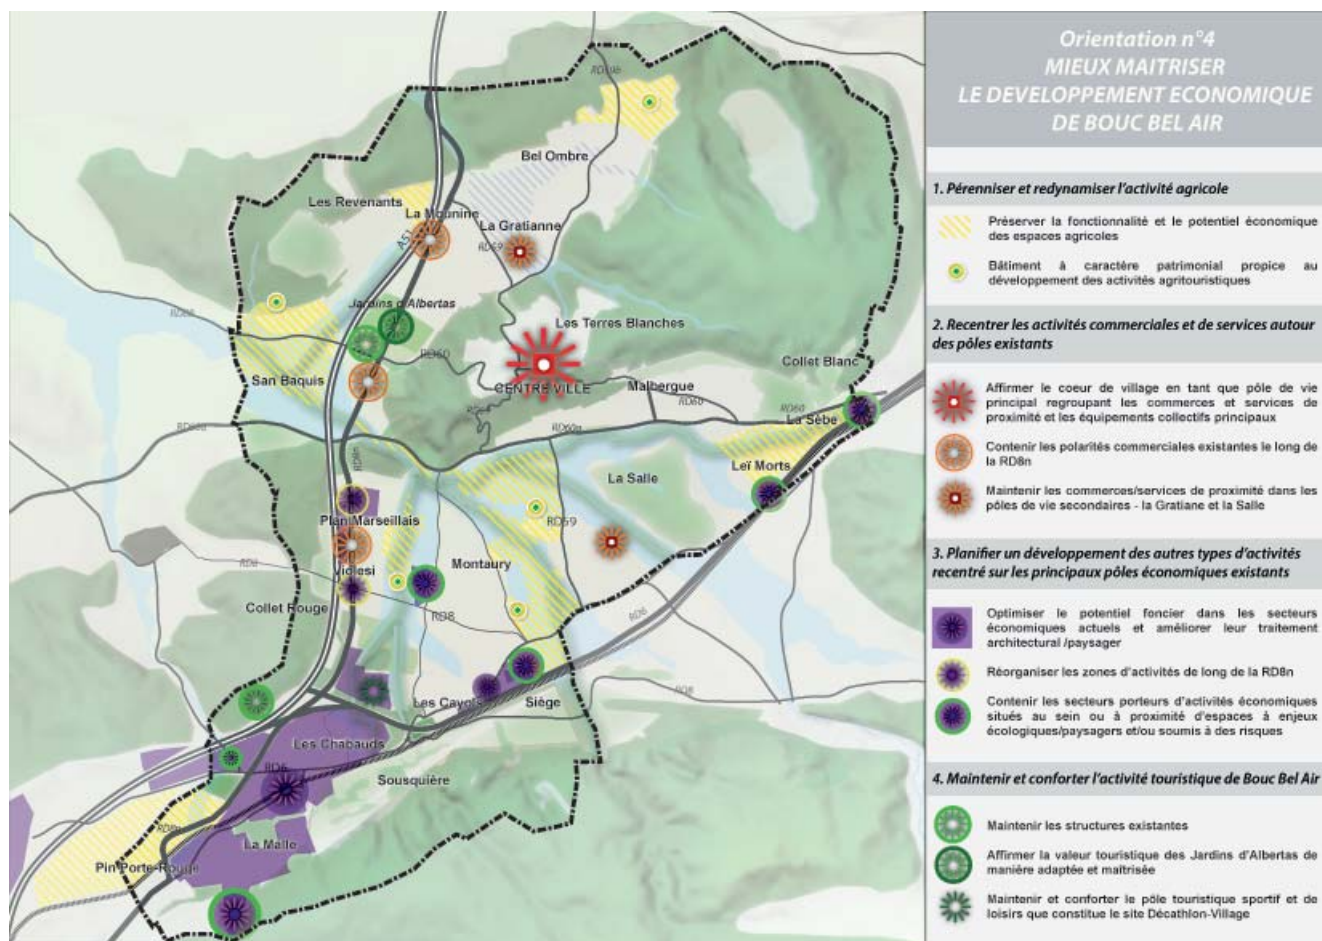 Orientation n°4
MIEUX MAITRISER
LE DEVELOPPEMENT ECONOMIQUE
DE BOUC BEL AIR
1. Pérenniser et redynamiser l'activité agricole
Préserver la fonctionnalité et le potentiel économique
des espaces agricoles
Bâtiment à caractère patrimonial propice au
développement des activités agritouristiques
2. Recentrer les activités commerciales et de services autour
des pôles existants
Affirmer le coeur de village en tant que pôle de vie
principal regroupant les commerces et services de
proximité et les équipements collectifs principaux
Contenir les polarités commerciales existantes le long de
la RD8n
Maintenir les commerces/services de proximité dans les
pôles de vie secondaires - la Gratiane et la Salle
3. Planifier un développement des autres types d'activités
recentré sur les principaux pôles économiques existants
Optimiser le potentiel foncier dans les secteurs
économiques actuels et améliorer leur traitement
architectural /paysager
Réorganiser les zones d'activités de long de la RD8n
Contenir les secteurs porteurs d'activités économiques
situés au sein ou à proximité d'espaces à enjeux
écologiques/paysagers et/ou soumis à des risques
4. Maintenir et conforter l'activité touristique de Bouc Bel Air
Maintenir les structures existantes
Affirmer la valeur touristique des Jardins d'Albertas de
manière adaptée et maîtrisée
Maintenir et conforter le pôle touristique sportif et de
loisirs que constitue le site Décathlon-Village
Bel Ombre
Les Revenants
La Mounine
La Gratianne
A51
RD59
Jardins d'Albertas
Les Terres Blanches
RD60
San Baquis
CENTRE VILLE
Malbergue
Collet Blanc
RD60
RD60
La Sèbe
RD60a
RD8n
Leï Morts
La Salle
Plan Marseillais
RD59
Violesi
Montaury
RD8
Collet Rouge
RD8
RD6
RD8
Les Cayols
Siège
Les Chabauds
RD6
Sousquière
RD8n
La Malle
Pin Porte-Rouge